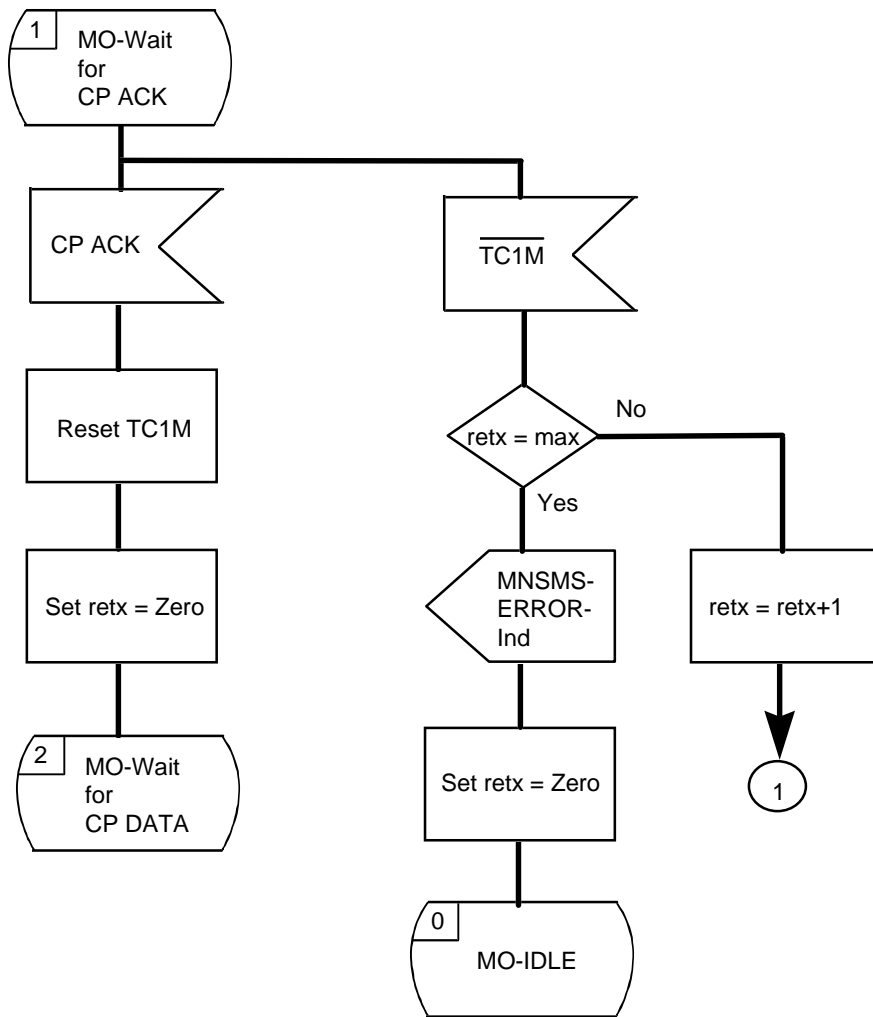 1
MO-Wait
for
CP ACK
CP ACK
TC1M
Reset TC1M
retx = max
No
Yes
Set retx = Zero
MNSMS-
ERROR-
Ind
retx = retx+1
2
MO-Wait
for
CP DATA
Set retx = Zero
1
0
MO-IDLE